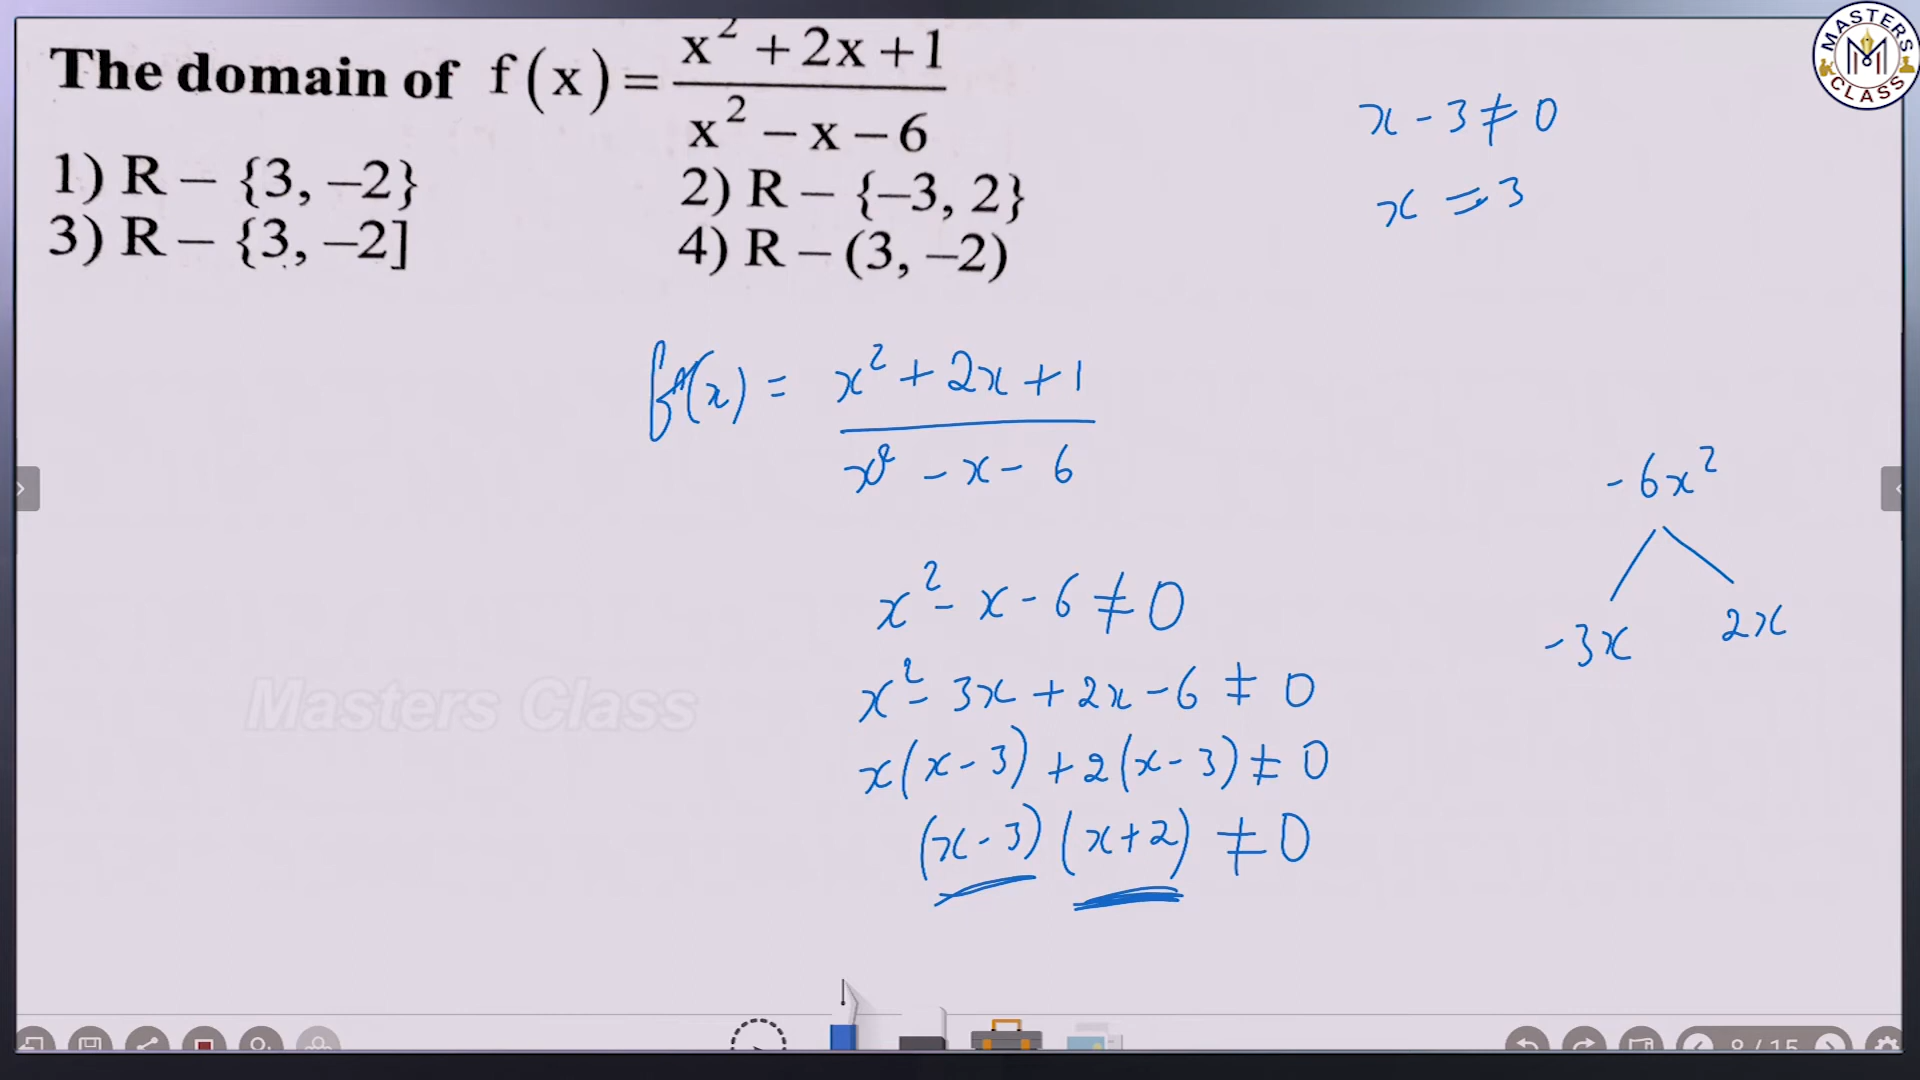 The domain of f(x) = (x² + 2x + 1)/(x² – x – 6)
1) R – {3, –2}
2) R – {–3, 2}
3) R – {3, –2]
4) R – (3, –2)
x - 3 ≠ 0
x = 3
f(x) = (x² + 2x + 1)/(x² - x - 6)
-6x²
-3x 2x
x² - x - 6 ≠ 0
x² - 3x + 2x - 6 ≠ 0
x(x - 3) + 2(x - 3) ≠ 0
(x - 3) (x + 2) ≠ 0
Masters Class
MASTERS
M
CLASS
9 / 15